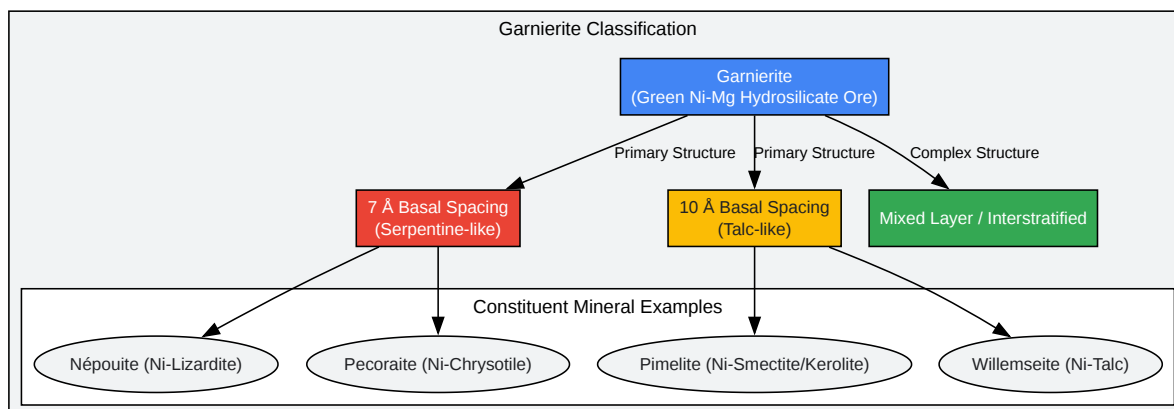 Garnierite Classification
Garnierite
(Green Ni-Mg Hydrosilicate Ore)
Primary Structure
Primary Structure
Complex Structure
7 Å Basal Spacing
(Serpentine-like)
10 Å Basal Spacing
(Talc-like)
Mixed Layer / Interstratified
Constituent Mineral Examples
Népouite (Ni-Lizardite)
Pecoraite (Ni-Chrysotile)
Pimelite (Ni-Smectite/Kerolite)
Willemseite (Ni-Talc)